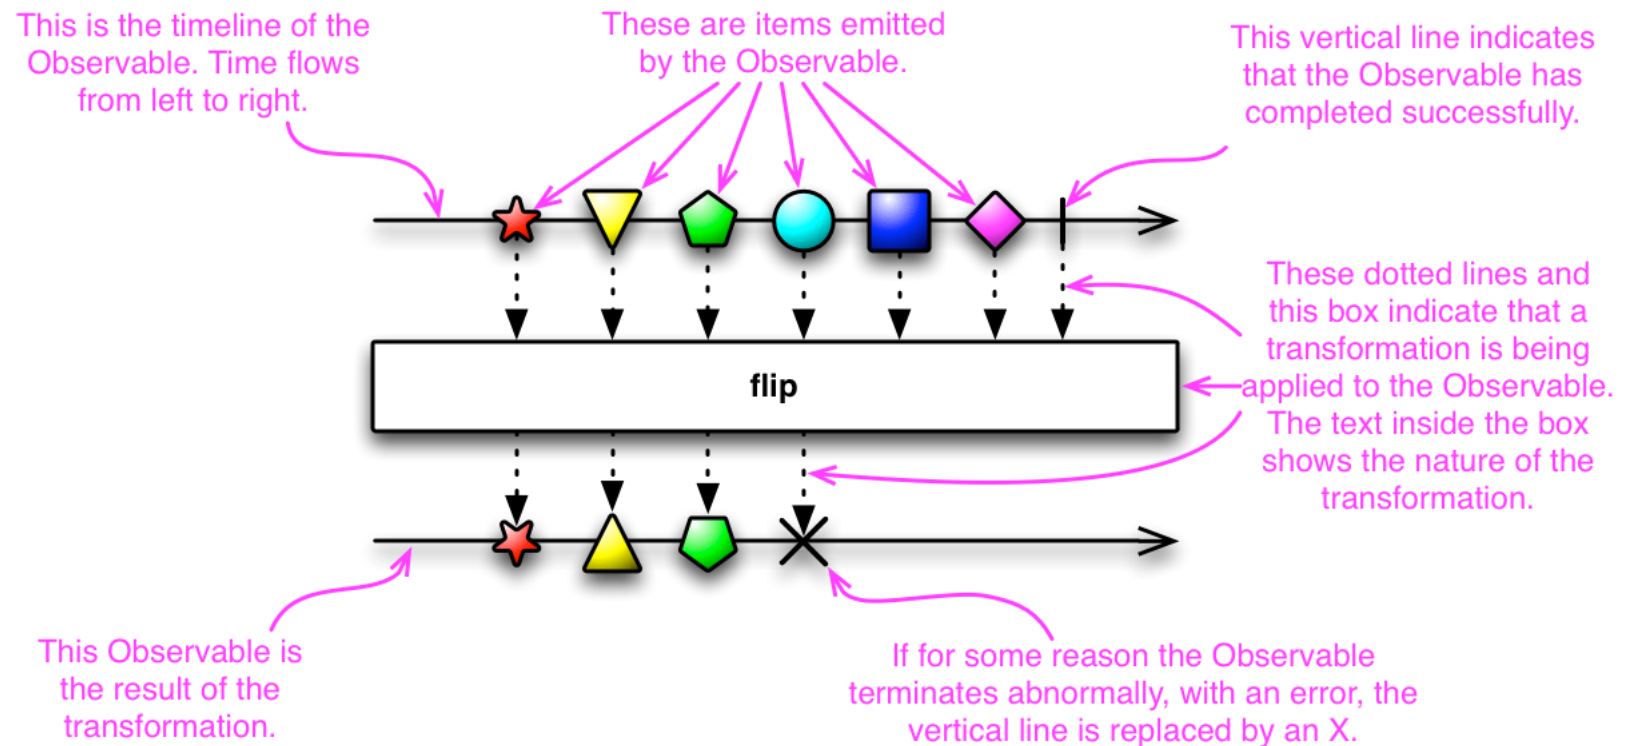 This is the timeline of the
Observable. Time flows
from left to right.
These are items emitted
by the Observable.
This vertical line indicates
that the Observable has
completed successfully.
These dotted lines and
this box indicate that a
transformation is being
applied to the Observable.
The text inside the box
shows the nature of the
transformation.
flip
This Observable is
the result of the
transformation.
If for some reason the Observable
terminates abnormally, with an error, the
vertical line is replaced by an X.